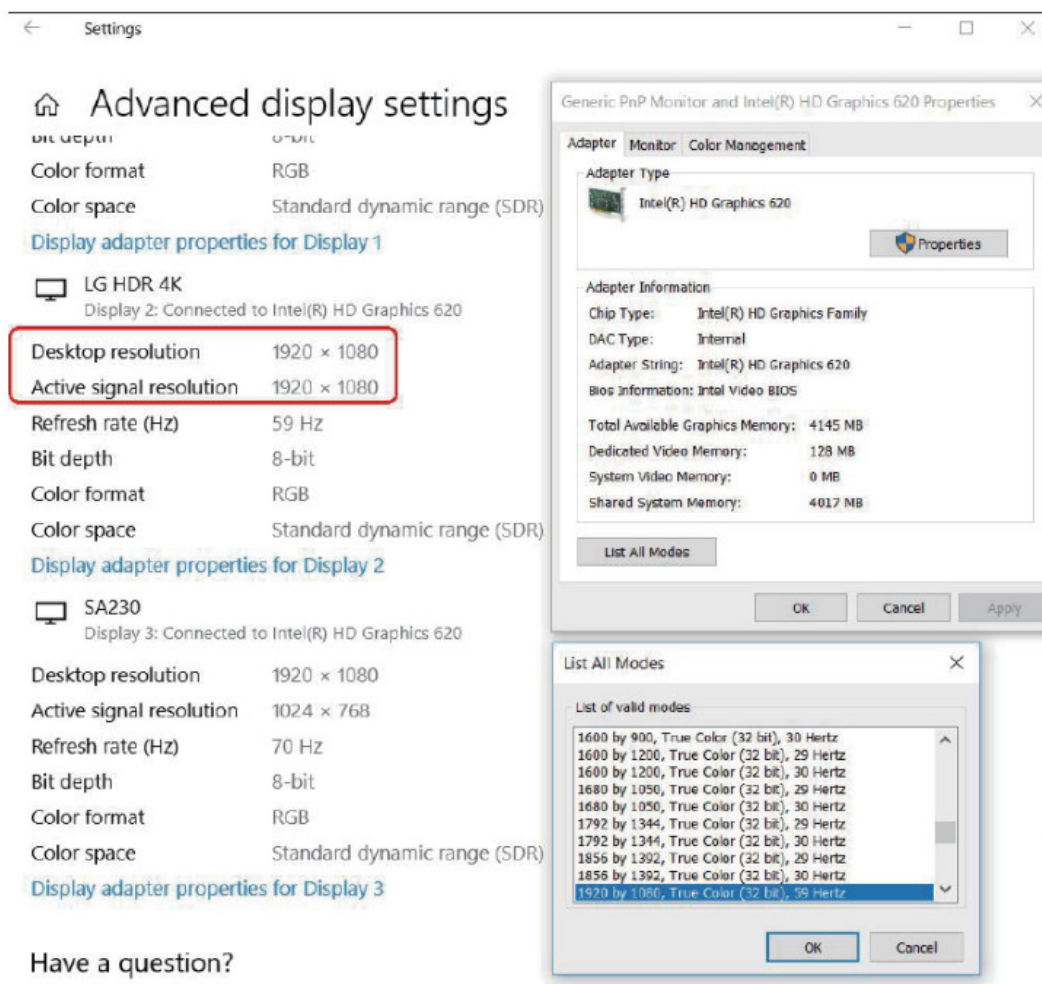 Settings
Advanced display settings
Bit depth 8-bit
Color format RGB
Color space Standard dynamic range (SDR)
Display adapter properties for Display 1
LG HDR 4K
Display 2: Connected to Intel(R) HD Graphics 620
Desktop resolution 1920 × 1080
Active signal resolution 1920 × 1080
Refresh rate (Hz) 59 Hz
Bit depth 8-bit
Color format RGB
Color space Standard dynamic range (SDR)
Display adapter properties for Display 2
SA230
Display 3: Connected to Intel(R) HD Graphics 620
Desktop resolution 1920 × 1080
Active signal resolution 1024 × 768
Refresh rate (Hz) 70 Hz
Bit depth 8-bit
Color format RGB
Color space Standard dynamic range (SDR)
Display adapter properties for Display 3
Have a question?
Generic PnP Monitor and Intel(R) HD Graphics 620 Properties
Adapter Monitor Color Management
Adapter Type
Intel(R) HD Graphics 620
Properties
Adapter Information
Chip Type: Intel(R) HD Graphics Family
DAC Type: Internal
Adapter String: Intel(R) HD Graphics 620
Bios Information: Intel Video BIOS
Total Available Graphics Memory: 4145 MB
Dedicated Video Memory: 128 MB
System Video Memory: 0 MB
Shared System Memory: 4017 MB
List All Modes
OK Cancel Apply
List All Modes
List of valid modes
1600 by 900, True Color (32 bit), 30 Hertz
1600 by 1200, True Color (32 bit), 29 Hertz
1600 by 1200, True Color (32 bit), 30 Hertz
1680 by 1050, True Color (32 bit), 29 Hertz
1680 by 1050, True Color (32 bit), 30 Hertz
1792 by 1344, True Color (32 bit), 29 Hertz
1792 by 1344, True Color (32 bit), 30 Hertz
1856 by 1392, True Color (32 bit), 29 Hertz
1856 by 1392, True Color (32 bit), 30 Hertz
1920 by 1080, True Color (32 bit), 59 Hertz
OK Cancel